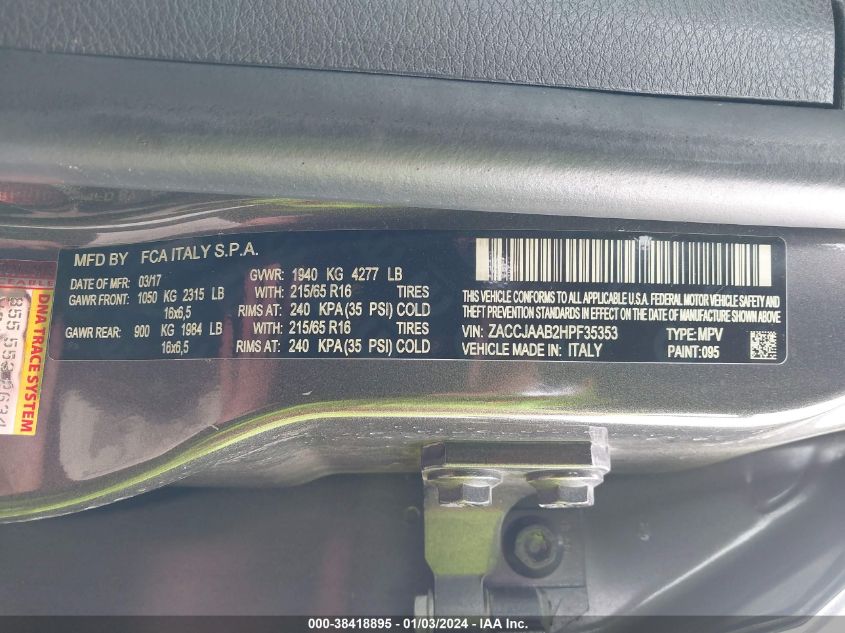 MFD BY FCA ITALY S.P.A.
DATE OF MFR: 03/17 GVWR: 1940 KG 4277 LB
GAWR FRONT: 1050 KG 2315 LB WITH: 215/65 R16 TIRES
16x6,5 RIMS AT: 240 KPA(35 PSI) COLD
GAWR REAR: 900 KG 1984 LB WITH: 215/65 R16 TIRES
16x6,5 RIMS AT: 240 KPA(35 PSI) COLD
THIS VEHICLE CONFORMS TO ALL APPLICABLE U.S.A. FEDERAL MOTOR VEHICLE SAFETY AND
THEFT PREVENTION STANDARDS IN EFFECT ON THE DATE OF MANUFACTURE SHOWN ABOVE.
VIN: ZACCJAAB2HPF35353 TYPE: MPV
VEHICLE MADE IN: ITALY PAINT: 095
DNA TRACE SYSTEM
000-38418895 - 01/03/2024 - IAA Inc.